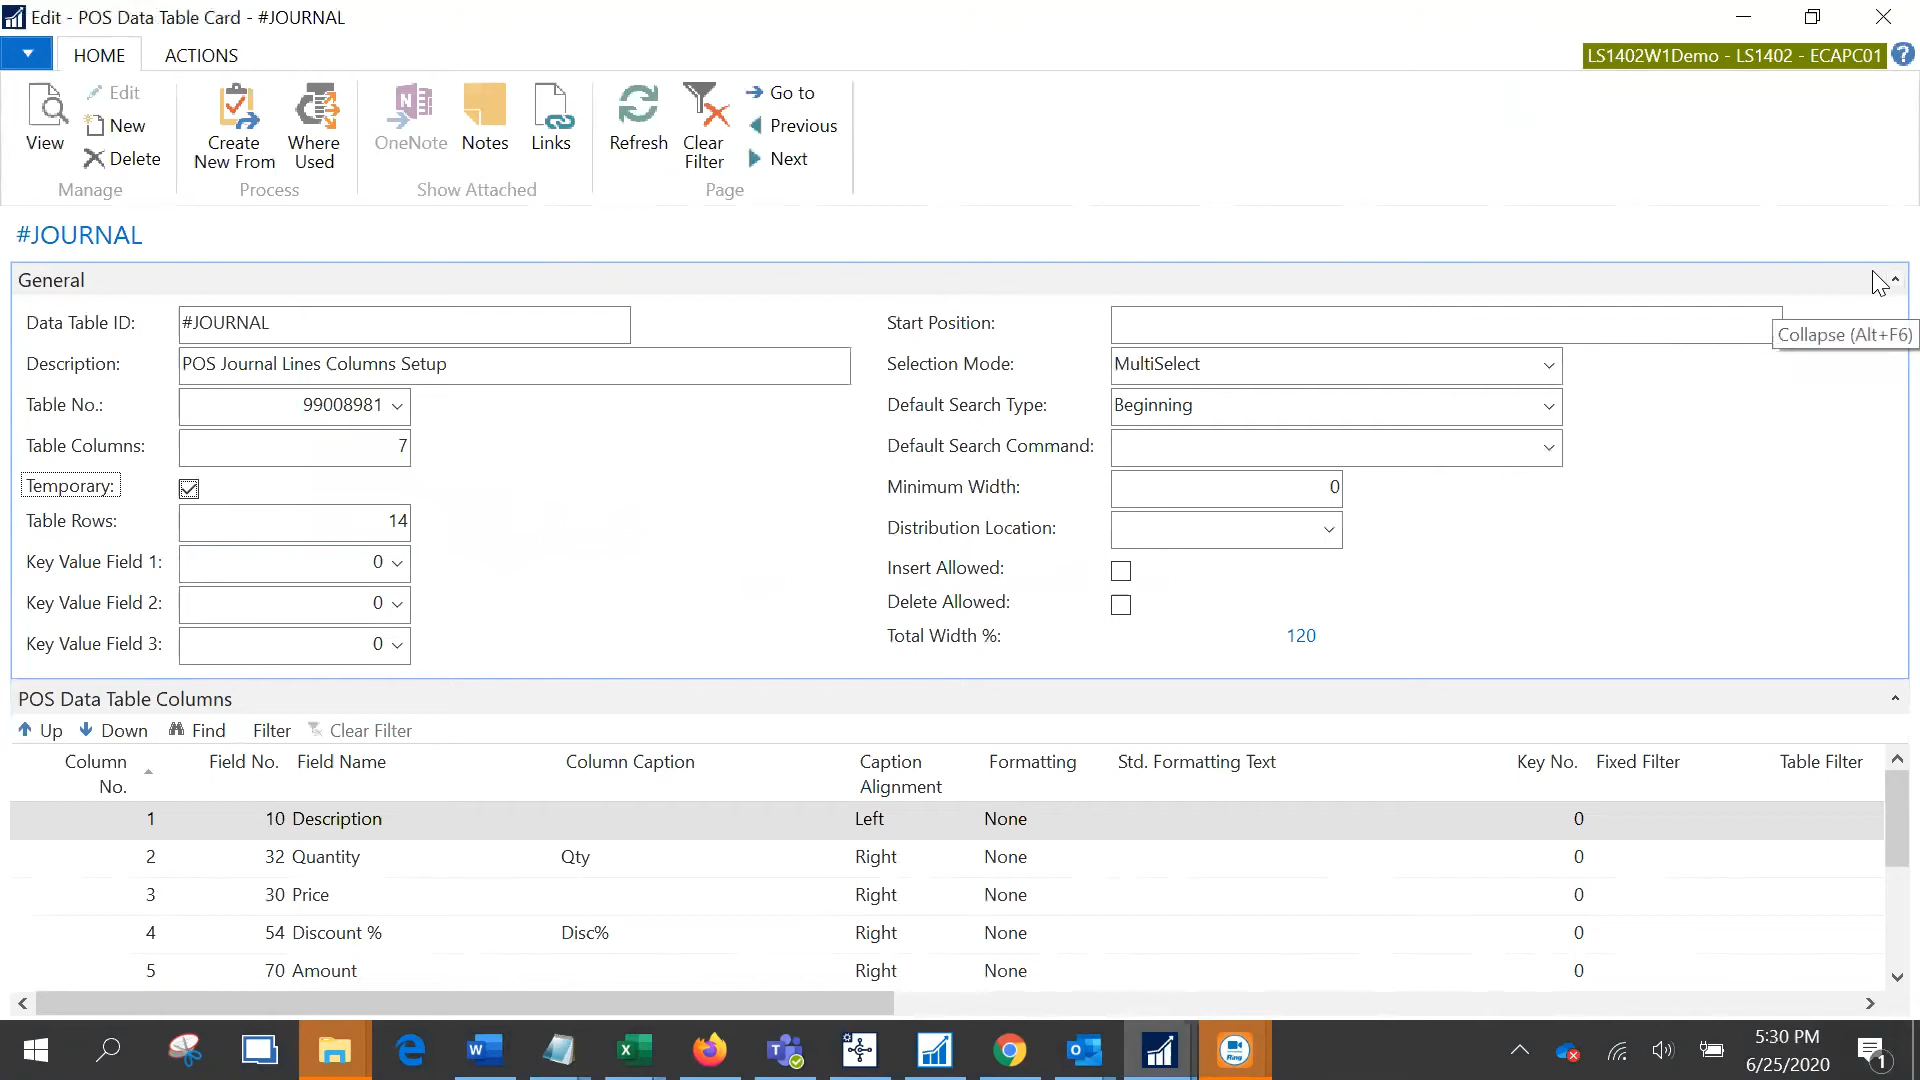 Edit - POS Data Table Card - #JOURNAL
HOME ACTIONS
LS1402W1Demo - LS1402 - ECAPC01 ?
View Edit New Delete
Create New From Where Used
OneNote Notes Links
Refresh Clear Filter Go to Previous Next
Manage Process Show Attached Page
#JOURNAL
General
Data Table ID: #JOURNAL
Description: POS Journal Lines Columns Setup
Table No.: 99008981
Table Columns: 7
Temporary:
Table Rows: 14
Key Value Field 1: 0
Key Value Field 2: 0
Key Value Field 3: 0
Start Position:
Collapse (Alt+F6)
Selection Mode: MultiSelect
Default Search Type: Beginning
Default Search Command:
Minimum Width: 0
Distribution Location:
Insert Allowed:
Delete Allowed:
Total Width %: 120
POS Data Table Columns
Up Down Find Filter Clear Filter
Column No. Field No. Field Name Column Caption Caption Alignment Formatting Std. Formatting Text Key No. Fixed Filter Table Filter
1 10 Description Left None 0
2 32 Quantity Qty Right None 0
3 30 Price Right None 0
4 54 Discount % Disc% Right None 0
5 70 Amount Right None 0
5:30 PM
6/25/2020
1